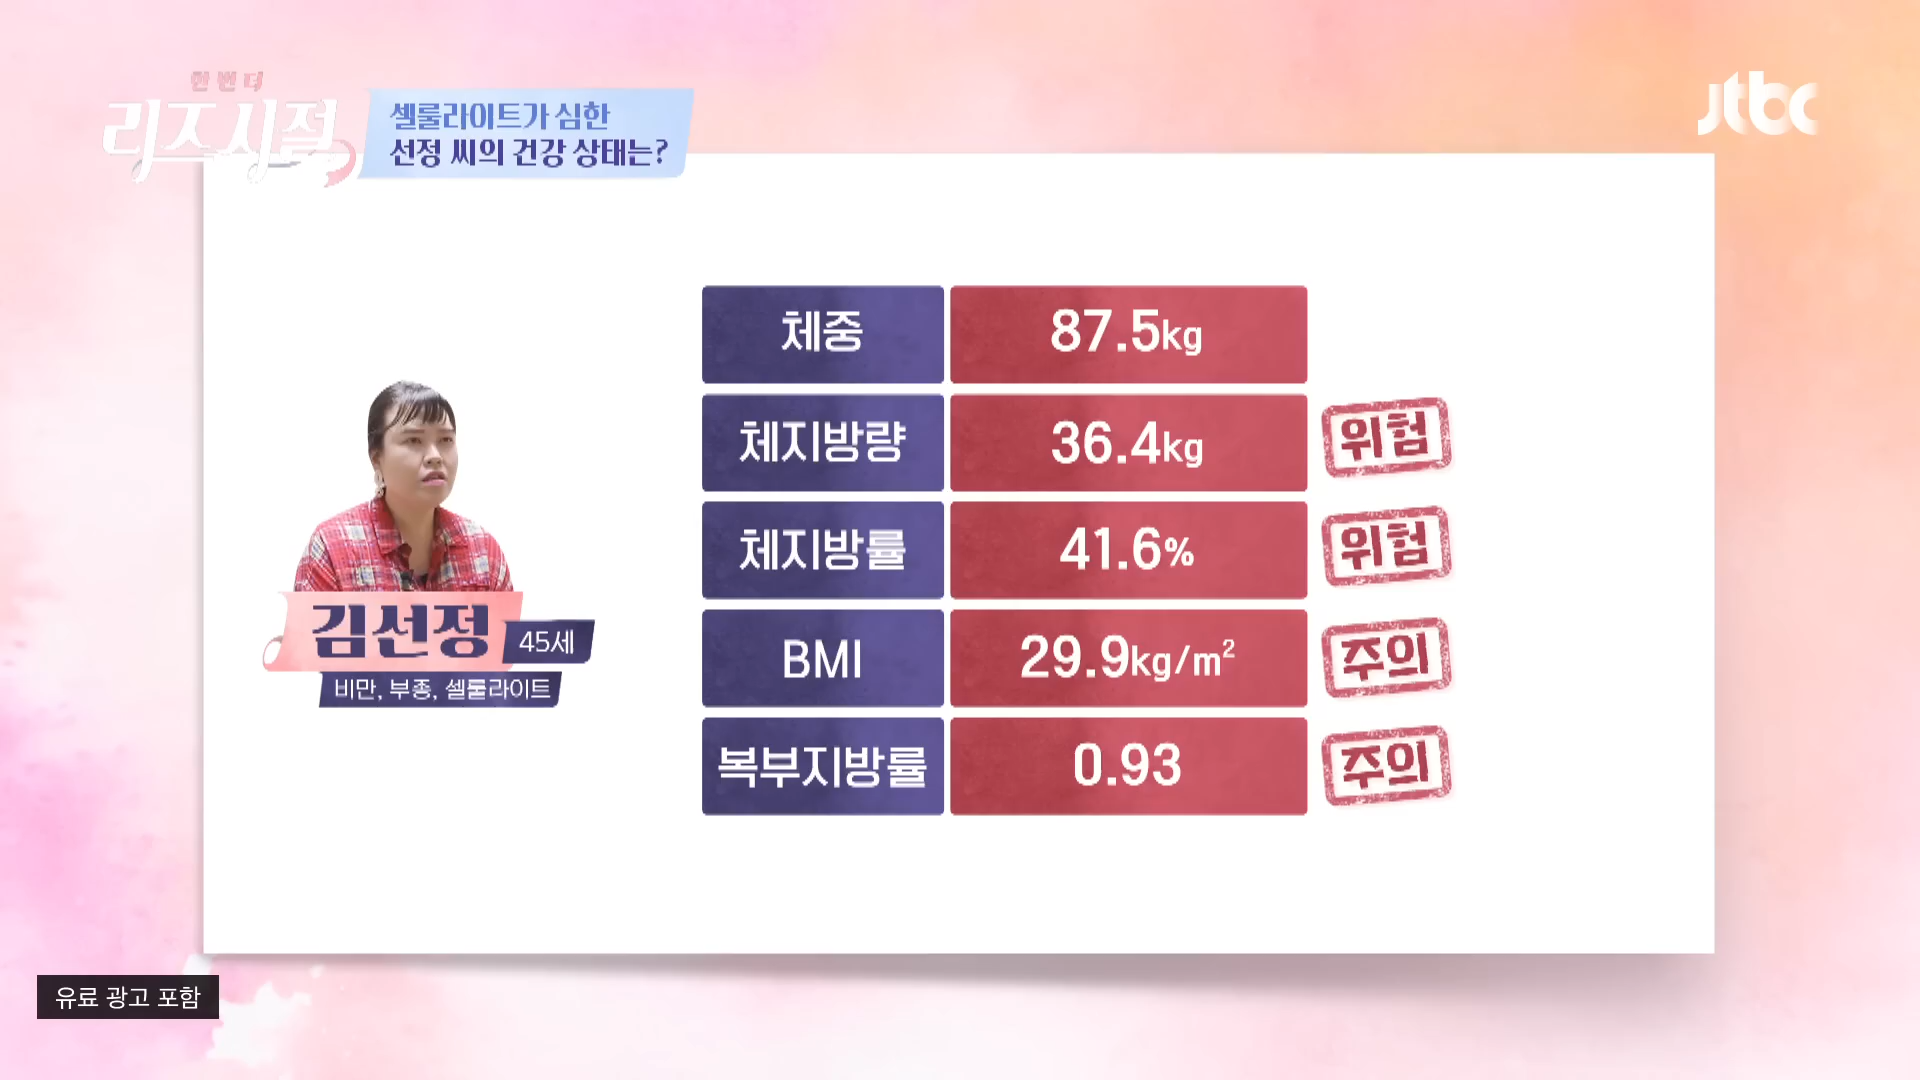 한 번 더
리즈시절
셀룰라이트가 심한
선정 씨의 건강 상태는?
jtbc
체중 87.5kg
체지방량 36.4kg 위험
체지방률 41.6% 위험
BMI 29.9kg/m² 주의
복부지방률 0.93 주의
김선정 45세
비만, 부종, 셀룰라이트
유료 광고 포함